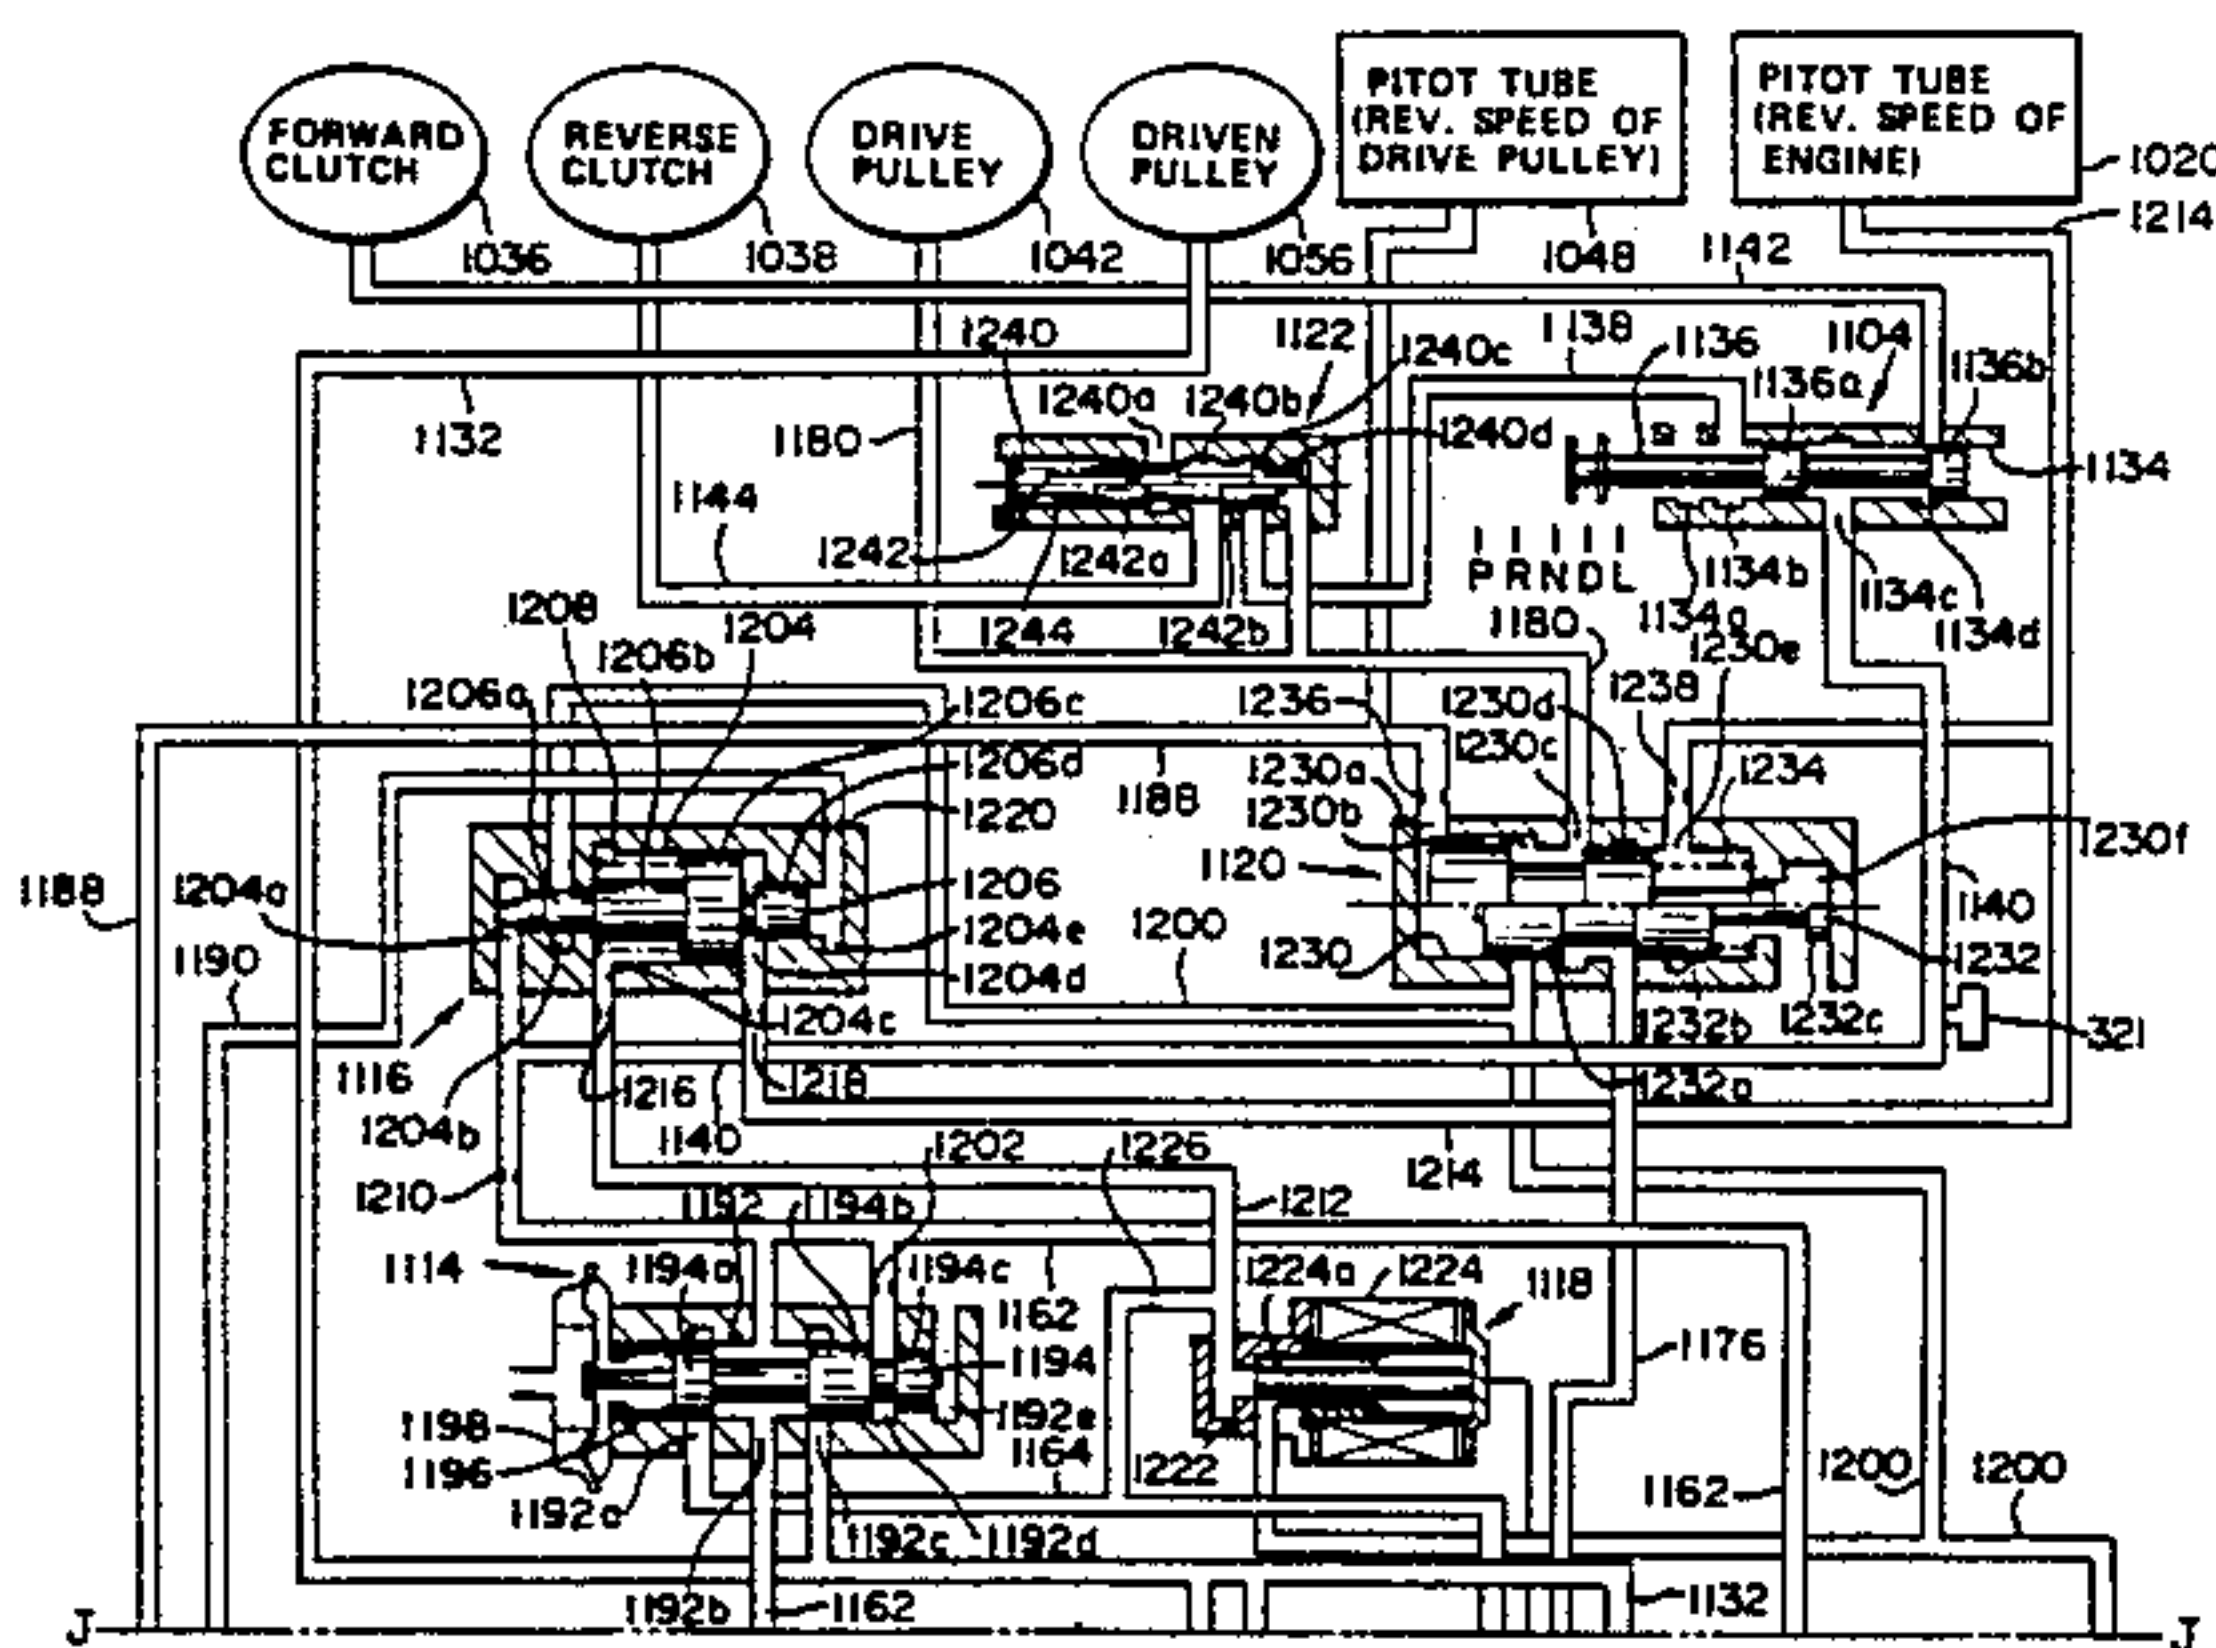 FORWARD
CLUTCH
REVERSE
CLUTCH
DRIVE
PULLEY
DRIVEN
PULLEY
PITOT TUBE
(REV. SPEED OF
DRIVE PULLEY)
PITOT TUBE
(REV. SPEED OF
ENGINE)
1020
1214
1036
1038
1042
1056
1048
1142
1240
1122
1240c
1138
1136
1104
1136b
1136a
1240a
1240b
1132
1180
1240d
1134
1144
1242
1242a
P R N D L
1134b
1134c
1208
1204
1244
1242b
1180
1134a
1134d
1206b
1230e
1206a
1206c
1236
1230d
1238
1230c
1206d
1230a
1234
1188
1220
1230b
1230f
1120
1188
1204a
1206
1140
1204e
1200
1190
1230
1232
1204d
1204c
1232b
1232c
321
1116
1216
1218
1232a
1204b
1140
1202
1226
1214
1210
1192
1194b
1212
1114
1194a
1194c
1224a
1224
1118
1162
1194
1176
1198
1192e
1196
1164
1222
1162
1200
1200
1192a
1192c
1192d
1192b
1162
1132
J
J